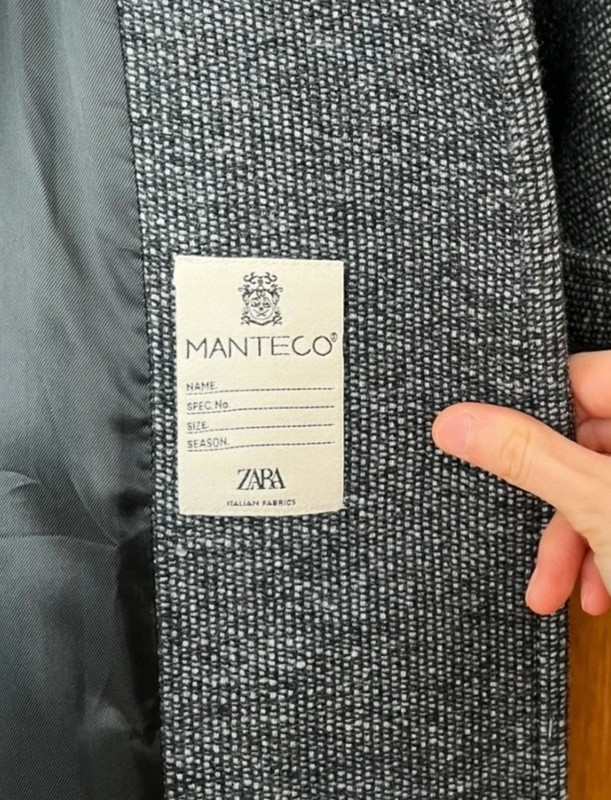 MANTECO®
NAME.
SPEC. No.
SIZE.
SEASON.
ZARA
ITALIAN FABRICS